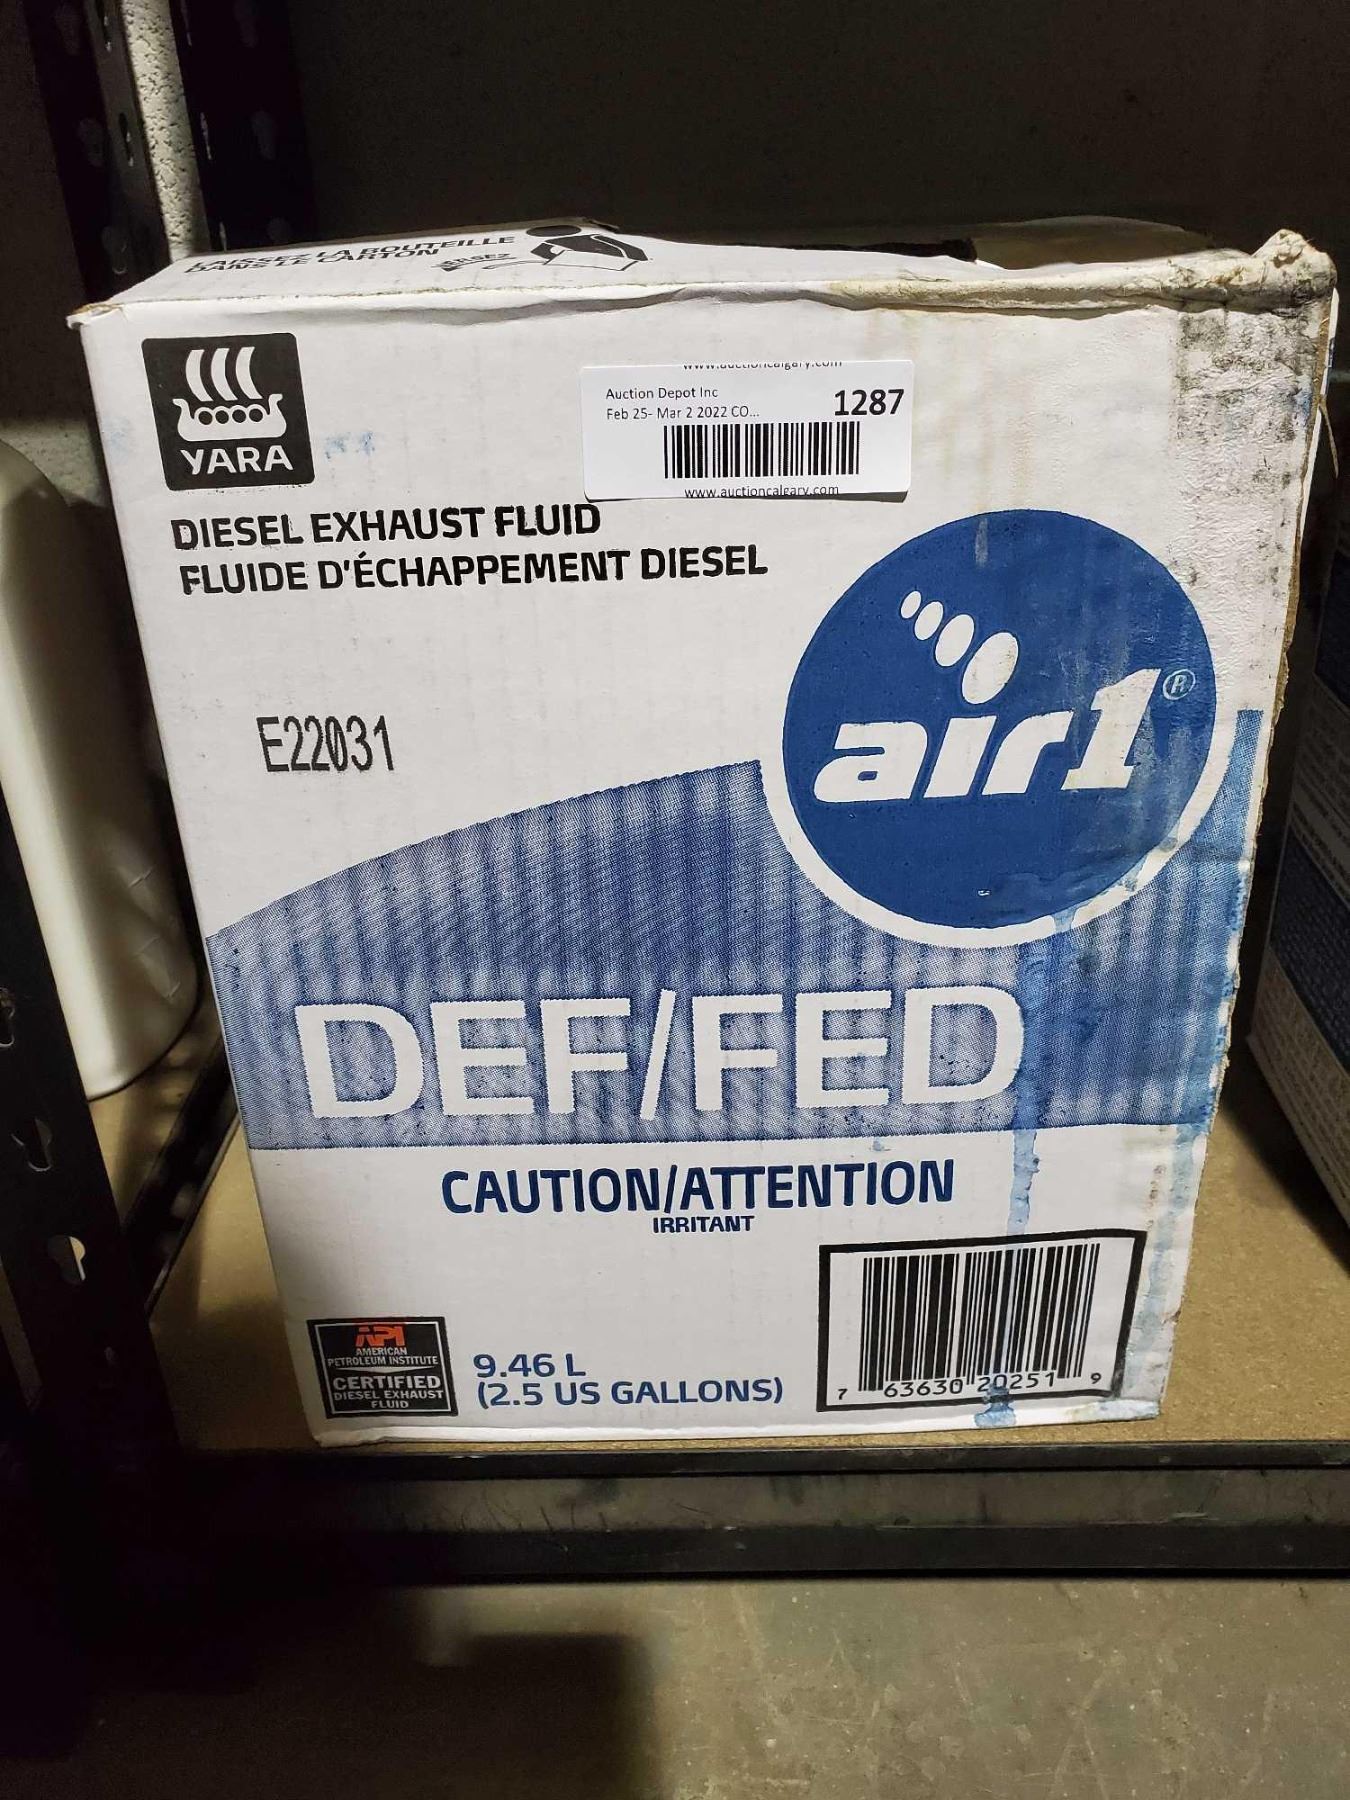 LAISSEZ LA BOUTEILLE
DANS LE CARTON
VERSEZ
YARA
www.auctioncalgary.com
Auction Depot Inc
Feb 25- Mar 2 2022 CO...
1287
www.auctioncalgary.com
DIESEL EXHAUST FLUID
FLUIDE D'ÉCHAPPEMENT DIESEL
air1®
E22031
DEF/FED
CAUTION/ATTENTION
IRRITANT
API
AMERICAN
PETROLEUM INSTITUTE
CERTIFIED
DIESEL EXHAUST
FLUID
9.46 L
(2.5 US GALLONS)
7 63630 20251 9